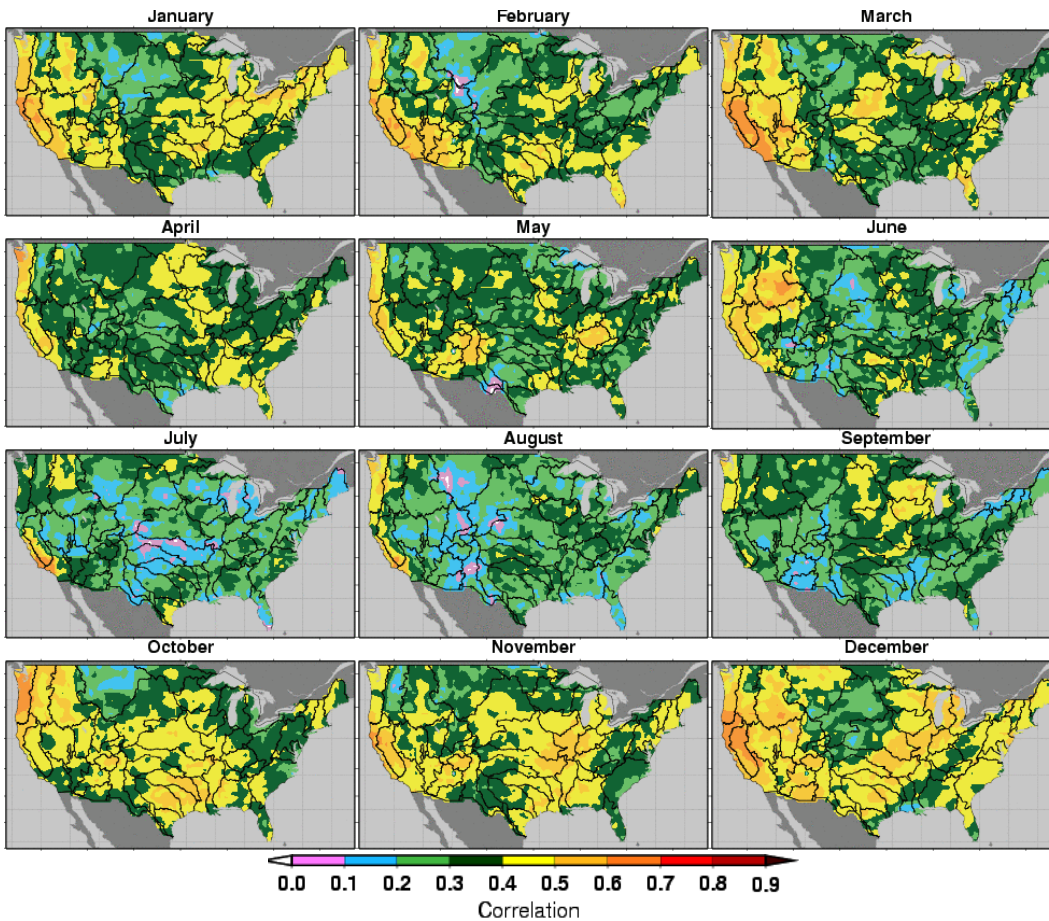 January February March
April May June
July August September
October November December
0.0 0.1 0.2 0.3 0.4 0.5 0.6 0.7 0.8 0.9
Correlation